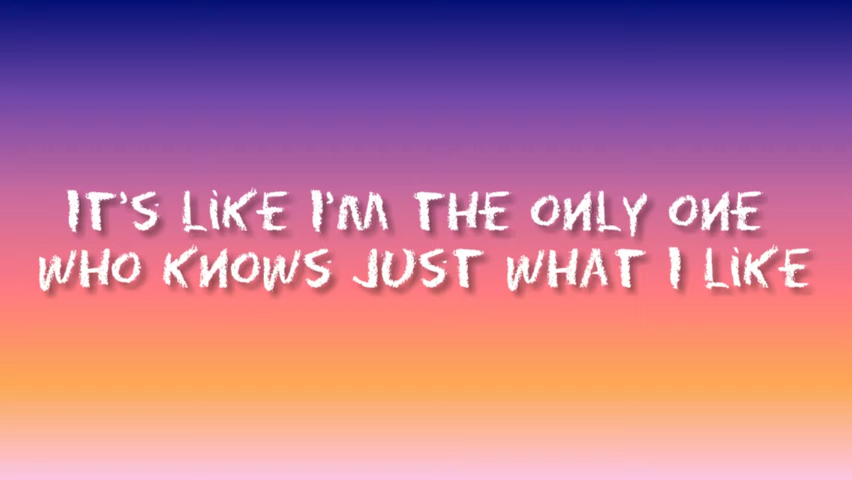 IT'S LiKE I'M THE ONLY ONE
WHO KNOWS JUST WHAT I LiKE